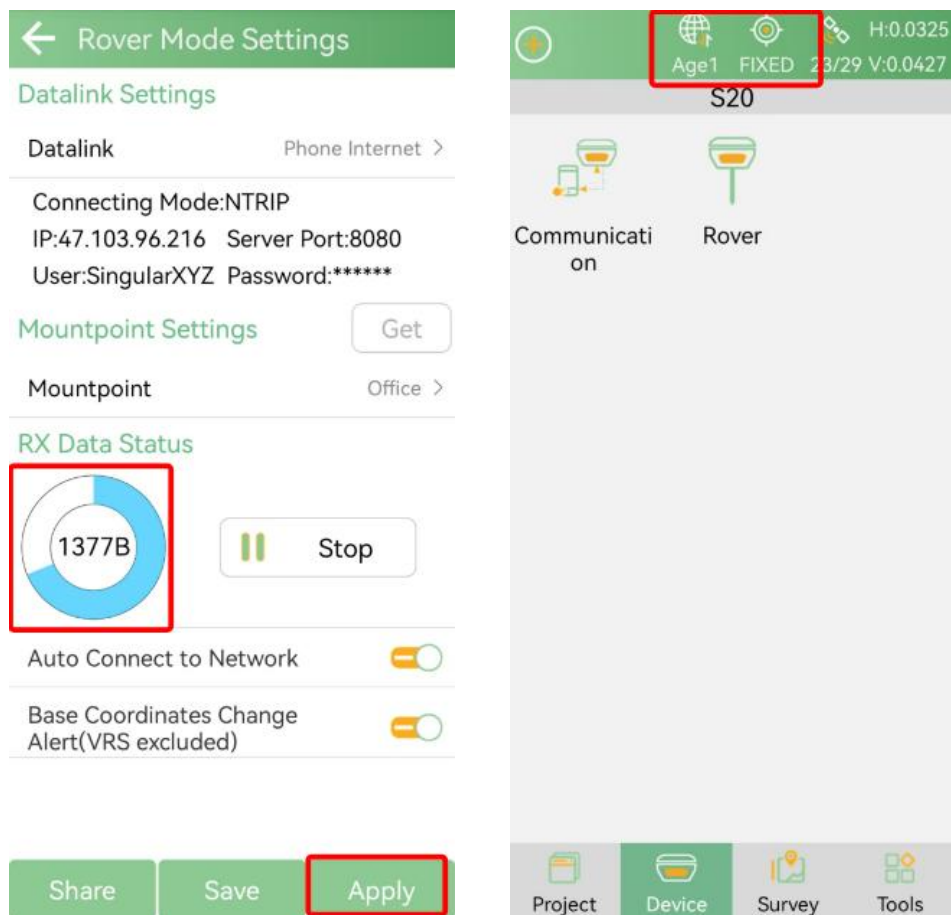 Rover Mode Settings
Datalink Settings
Datalink Phone Internet >
Connecting Mode:NTRIP
IP:47.103.96.216 Server Port:8080
User:SingularXYZ Password:******
Mountpoint Settings Get
Mountpoint Office >
RX Data Status
1377B Stop
Auto Connect to Network
Base Coordinates Change
Alert(VRS excluded)
Share Save Apply
H:0.0325
Age1 FIXED 23/29 V:0.0427
S20
Communicati
on
Rover
Project Device Survey Tools